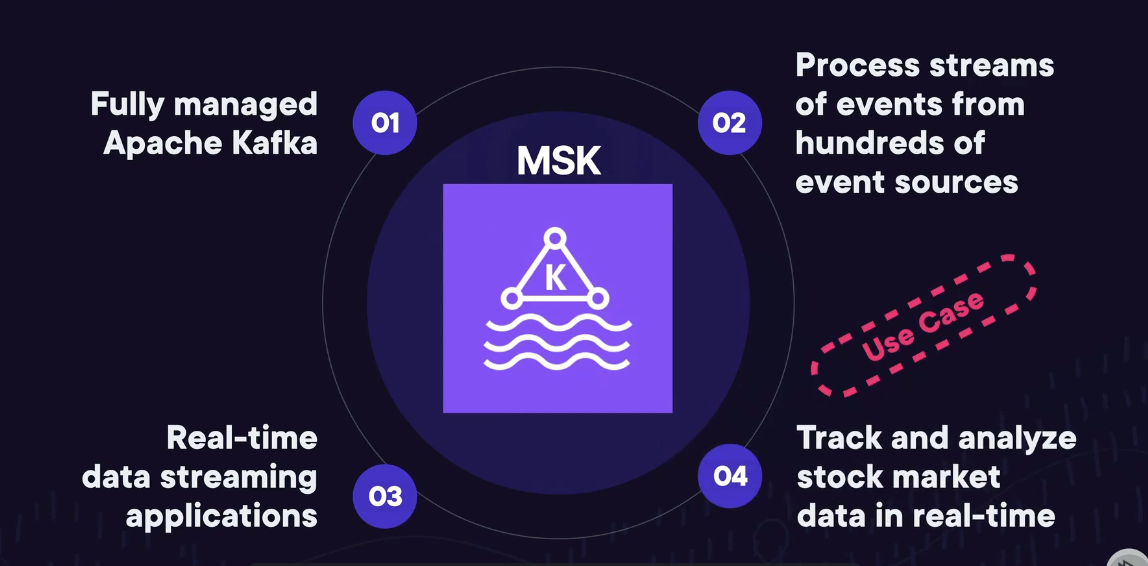 Fully managed
Apache Kafka
01
02
Process streams
of events from
hundreds of
event sources
MSK
K
Use Case
Real-time
data streaming
applications
03
04
Track and analyze
stock market
data in real-time